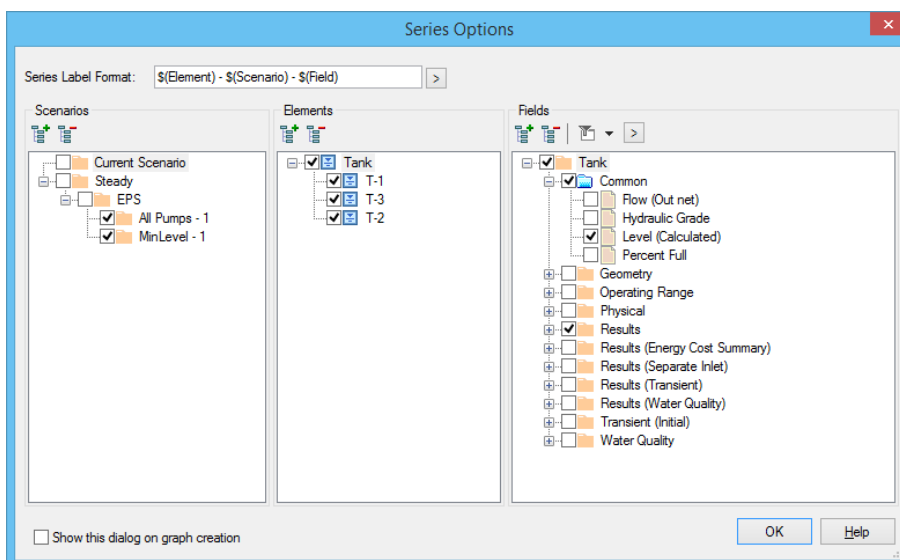 Series Options
Series Label Format: $(Element) - $(Scenario) - $(Field) >
Scenarios
Current Scenario
Steady
EPS
All Pumps - 1
MinLevel - 1
Elements
Tank
T-1
T-3
T-2
Fields
>
Tank
Common
Flow (Out net)
Hydraulic Grade
Level (Calculated)
Percent Full
Geometry
Operating Range
Physical
Results
Results (Energy Cost Summary)
Results (Separate Inlet)
Results (Transient)
Results (Water Quality)
Transient (Initial)
Water Quality
Show this dialog on graph creation
OK
Help